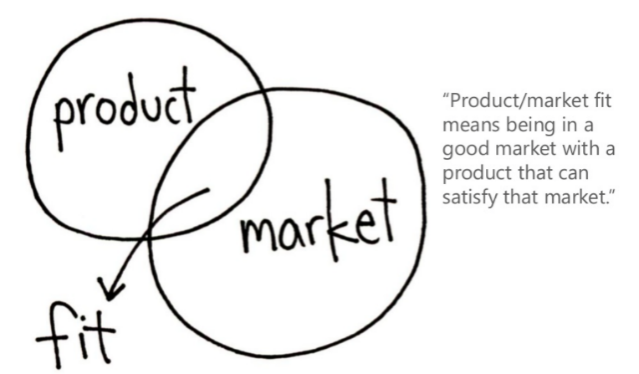 product
market
fit
“Product/market fit
means being in a
good market with a
product that can
satisfy that market.”